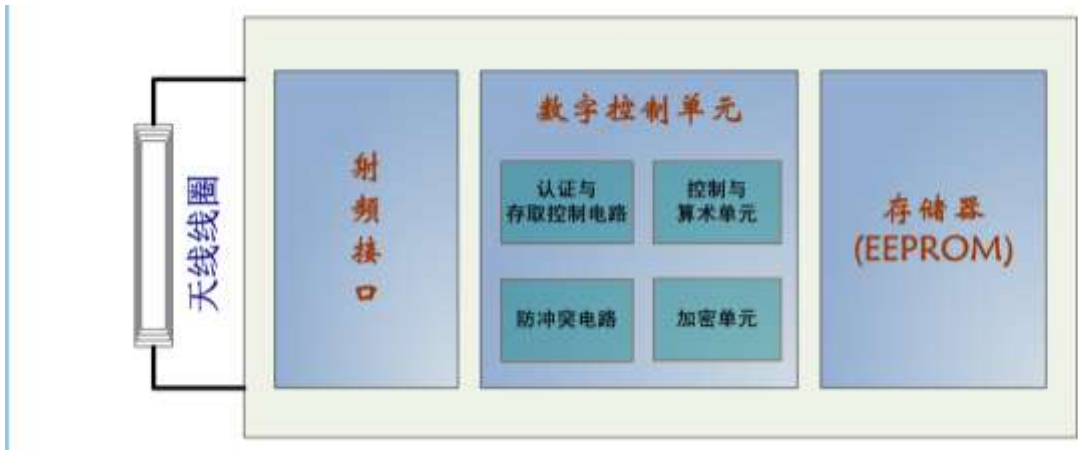 天线线圈
射频接口
数字控制单元
认证与
存取控制电路
控制与
算术单元
防冲突电路
加密单元
存储器
(EEPROM)